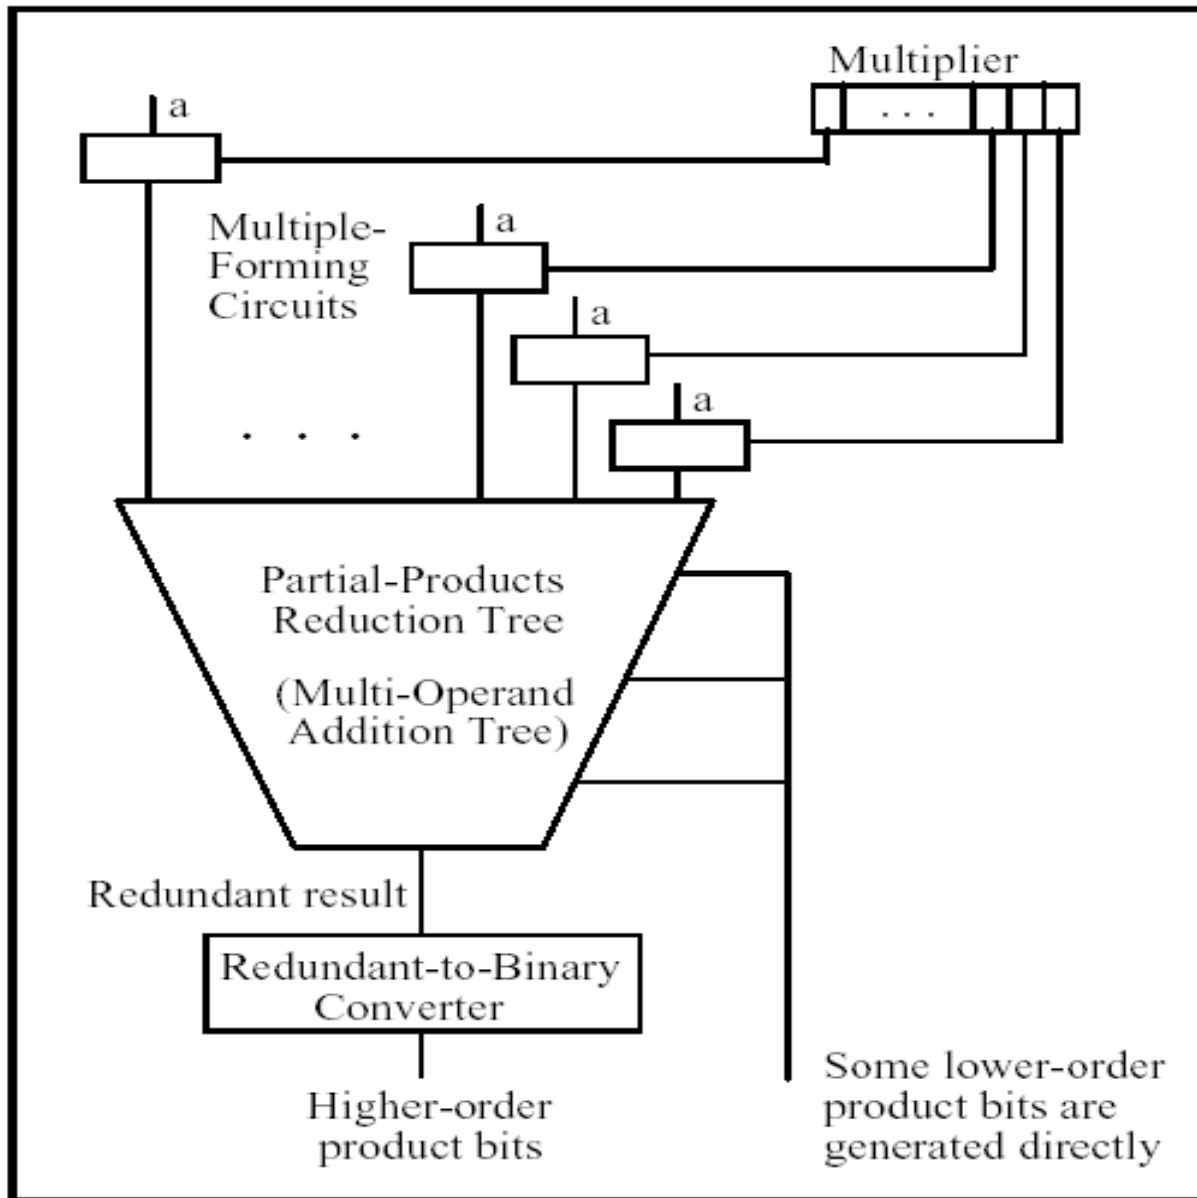 Multiplier
. . .
a
Multiple-
Forming
Circuits
a
a
a
. . .
Partial-Products
Reduction Tree
(Multi-Operand
Addition Tree)
Redundant result
Redundant-to-Binary
Converter
Higher-order
product bits
Some lower-order
product bits are
generated directly